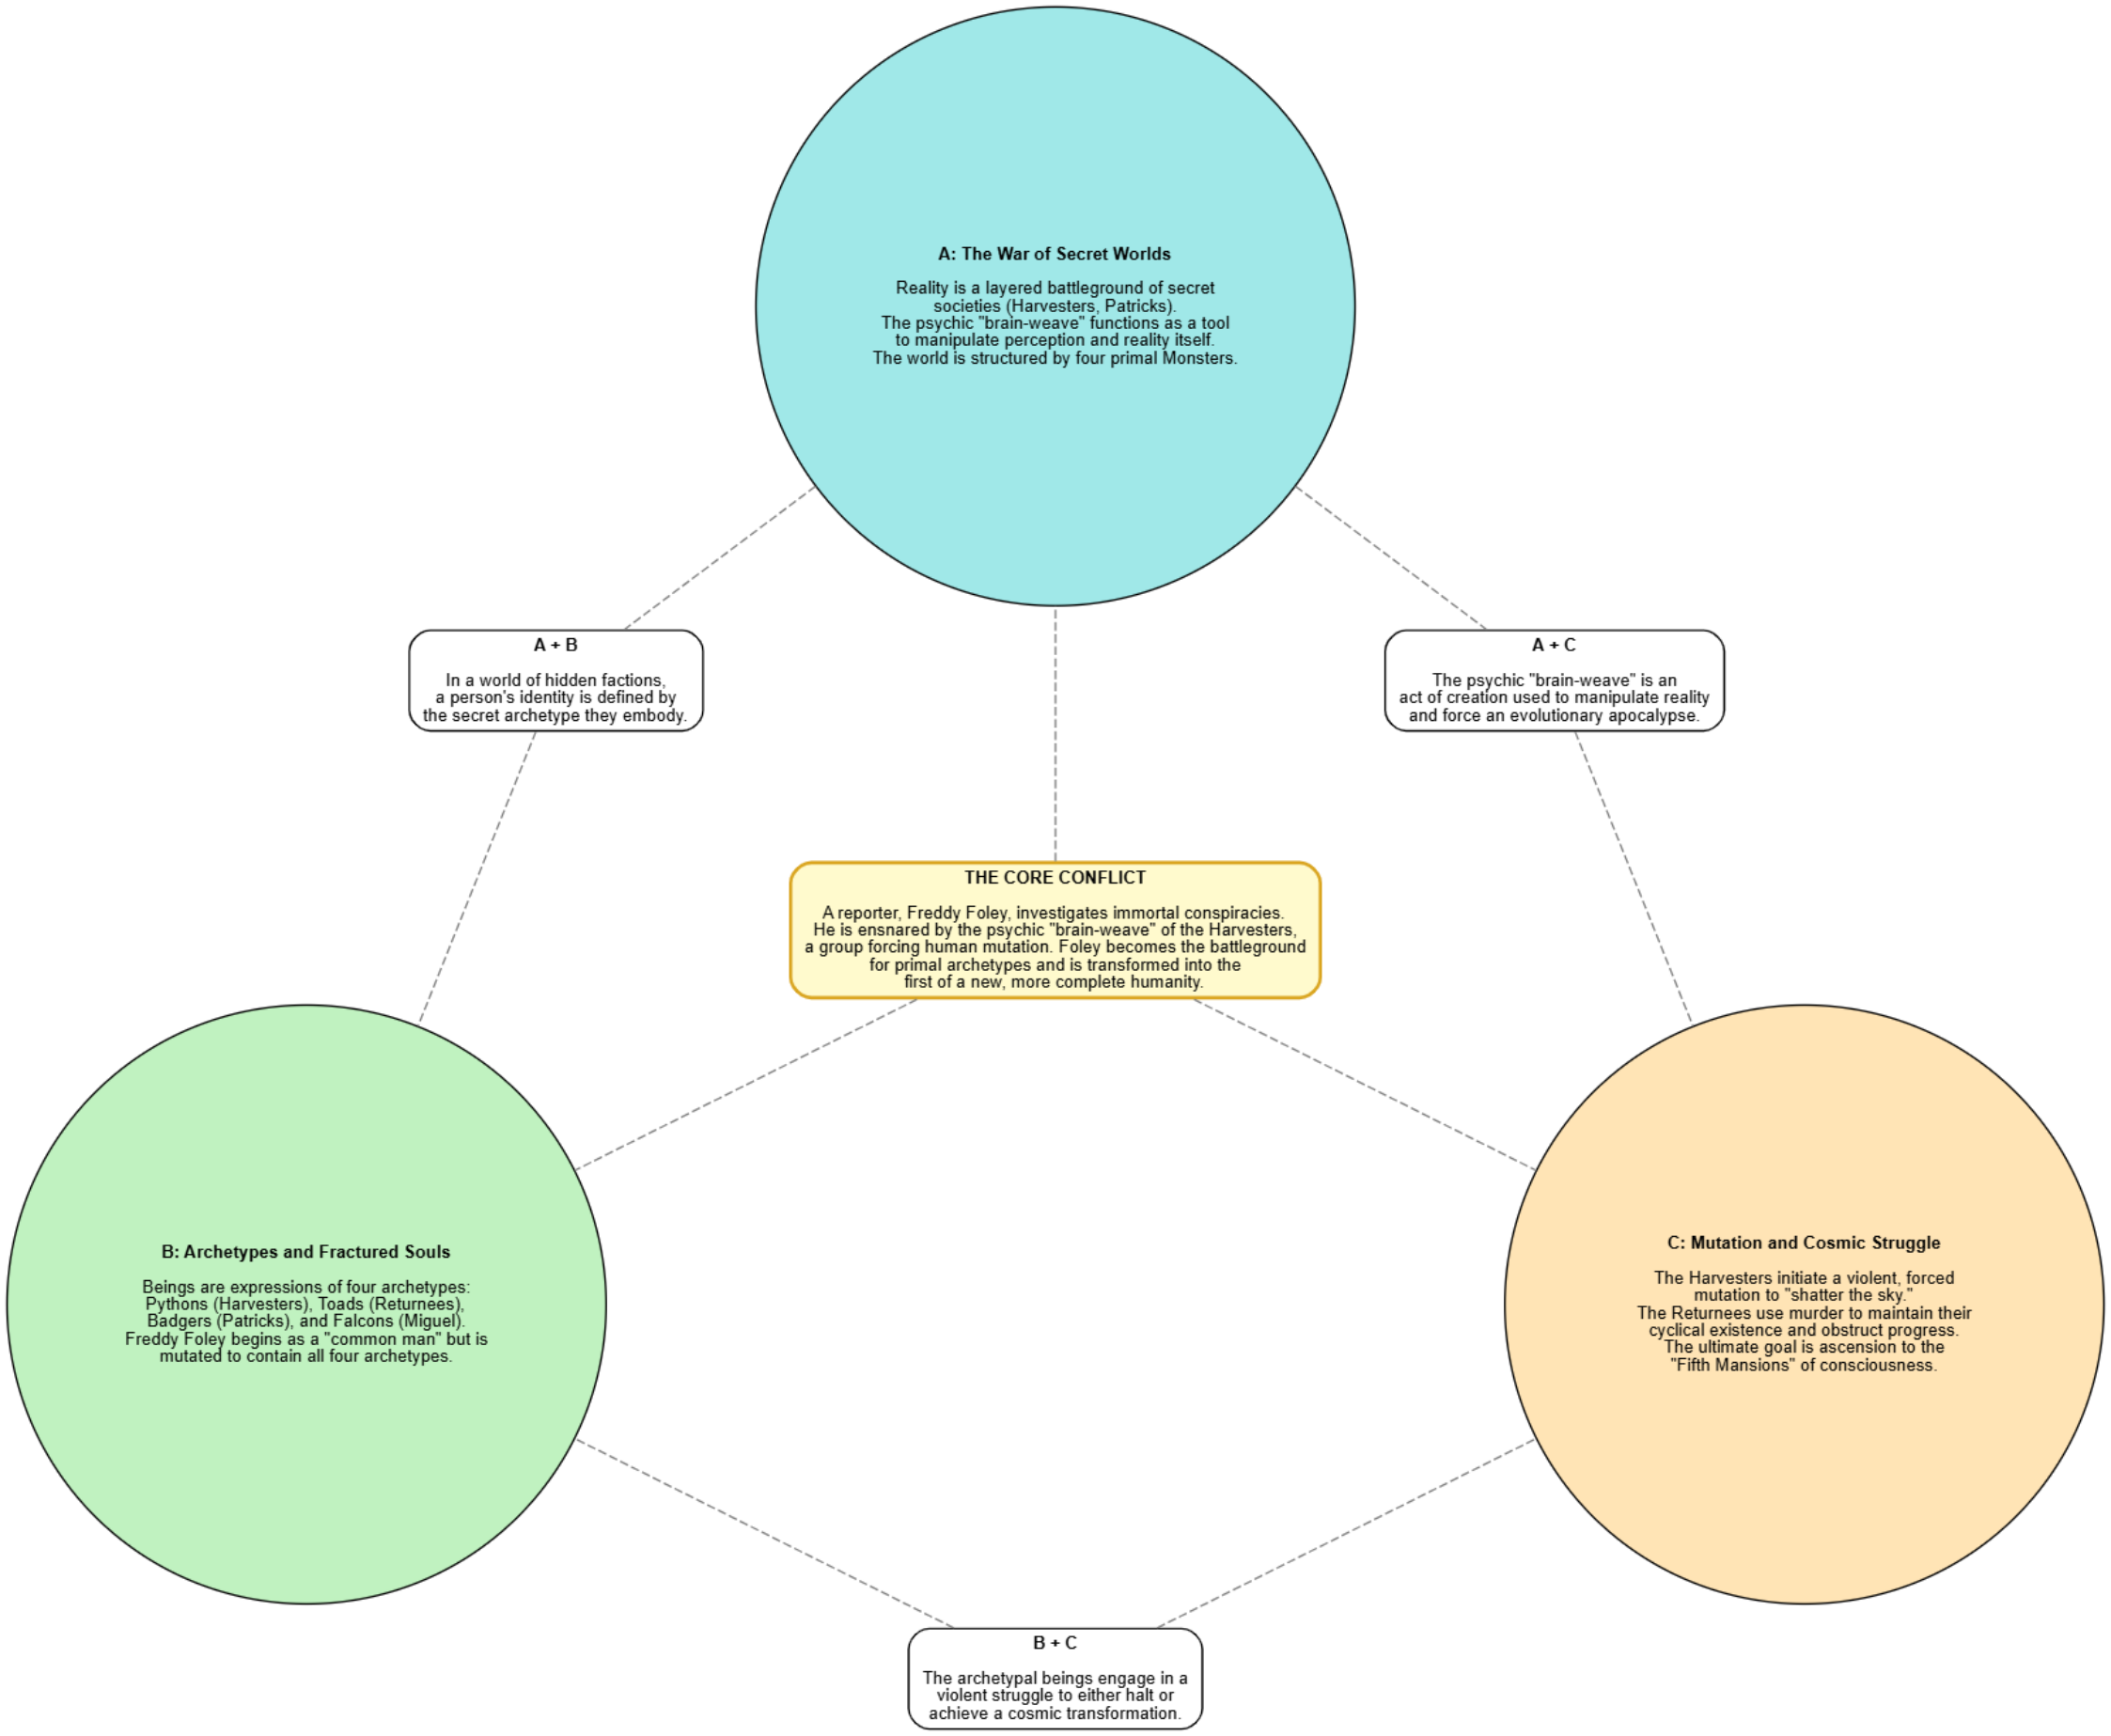 A: The War of Secret Worlds
Reality is a layered battleground of secret
societies (Harvesters, Patricks).
The psychic "brain-weave" functions as a tool
to manipulate perception and reality itself.
The world is structured by four primal Monsters.
A + B
In a world of hidden factions,
a person's identity is defined by
the secret archetype they embody.
A + C
The psychic "brain-weave" is an
act of creation used to manipulate reality
and force an evolutionary apocalypse.
THE CORE CONFLICT
A reporter, Freddy Foley, investigates immortal conspiracies.
He is ensnared by the psychic "brain-weave" of the Harvesters,
a group forcing human mutation. Foley becomes the battleground
for primal archetypes and is transformed into the
first of a new, more complete humanity.
B: Archetypes and Fractured Souls
Beings are expressions of four archetypes:
Pythons (Harvesters), Toads (Returnees),
Badgers (Patricks), and Falcons (Miguel).
Freddy Foley begins as a "common man" but is
mutated to contain all four archetypes.
C: Mutation and Cosmic Struggle
The Harvesters initiate a violent, forced
mutation to "shatter the sky."
The Returnees use murder to maintain their
cyclical existence and obstruct progress.
The ultimate goal is ascension to the
"Fifth Mansions" of consciousness.
B + C
The archetypal beings engage in a
violent struggle to either halt or
achieve a cosmic transformation.